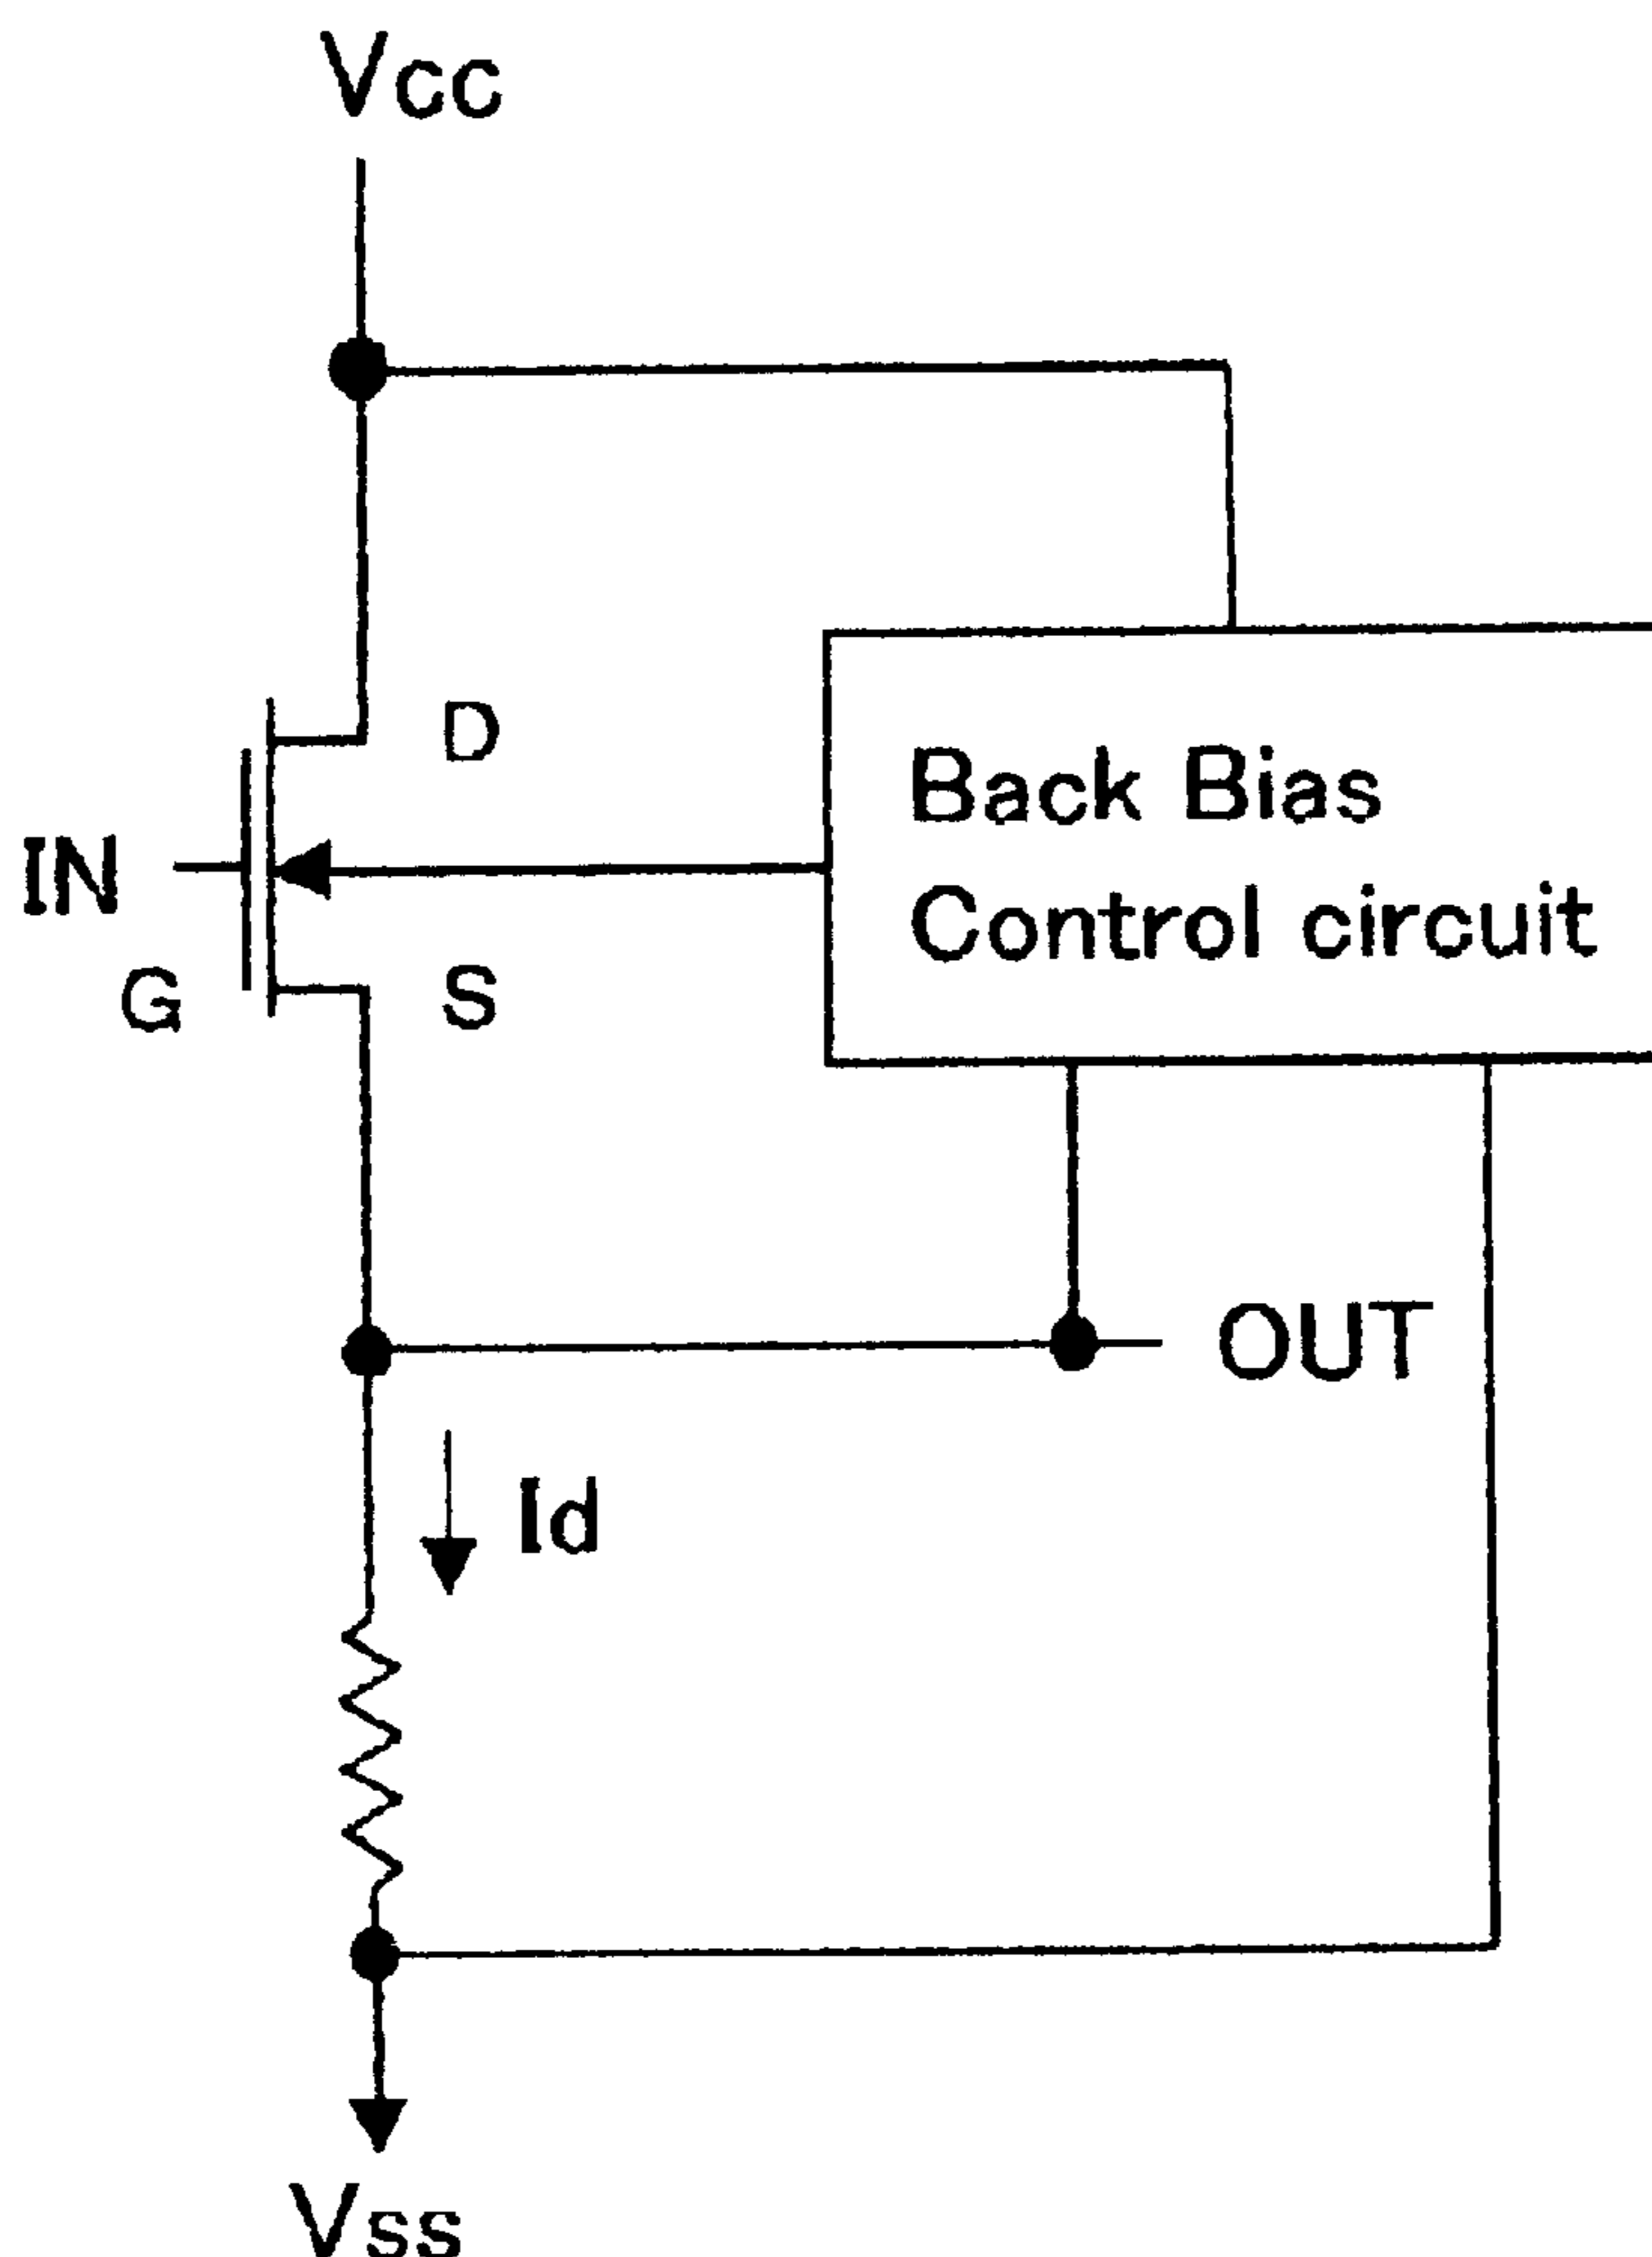 Vcc
D
Back Bias
Control circuit
IN
G
S
OUT
Id
Vss